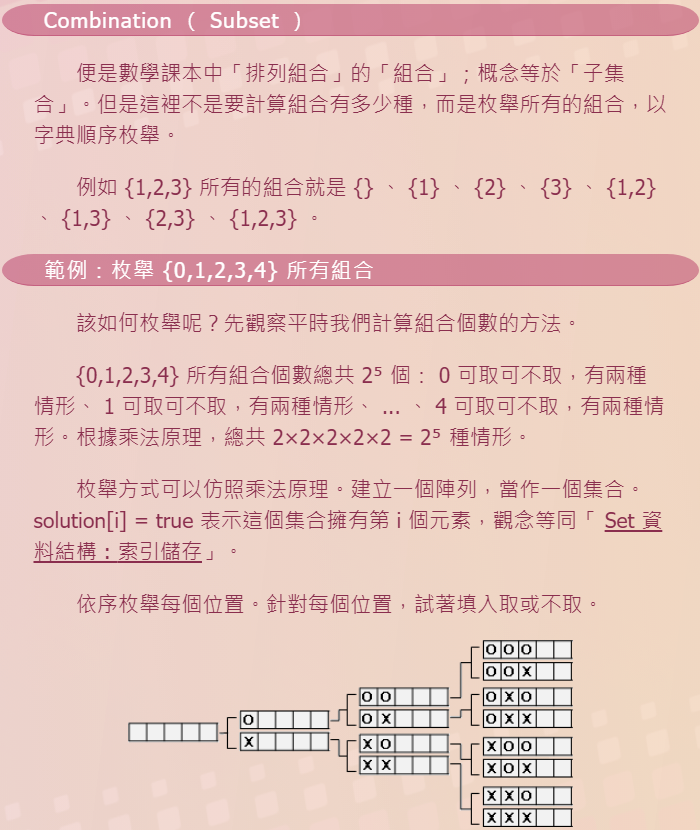 Combination （ Subset ）
便是數學課本中「排列組合」的「組合」；概念等於「子集
合」。但是這裡不是要計算組合有多少種，而是枚舉所有的組合，以
字典順序枚舉。
例如 {1,2,3} 所有的組合就是 {} 、 {1} 、 {2} 、 {3} 、 {1,2}
、 {1,3} 、 {2,3} 、 {1,2,3} 。
範例：枚舉 {0,1,2,3,4} 所有組合
該如何枚舉呢？先觀察平時我們計算組合個數的方法。
{0,1,2,3,4} 所有組合個數總共 2⁵ 個： 0 可取可不取，有兩種
情形、 1 可取可不取，有兩種情形、 ... 、 4 可取可不取，有兩種情
形。根據乘法原理，總共 2×2×2×2×2 = 2⁵ 種情形。
枚舉方式可以仿照乘法原理。建立一個陣列，當作一個集合。
solution[i] = true 表示這個集合擁有第 i 個元素，觀念等同「 Set 資
料結構：索引儲存」。
依序枚舉每個位置。針對每個位置，試著填入取或不取。
O O O
O O X
O O
O X O
O
O X
O X X
X
X O
X O O
X X
X O X
X X O
X X X